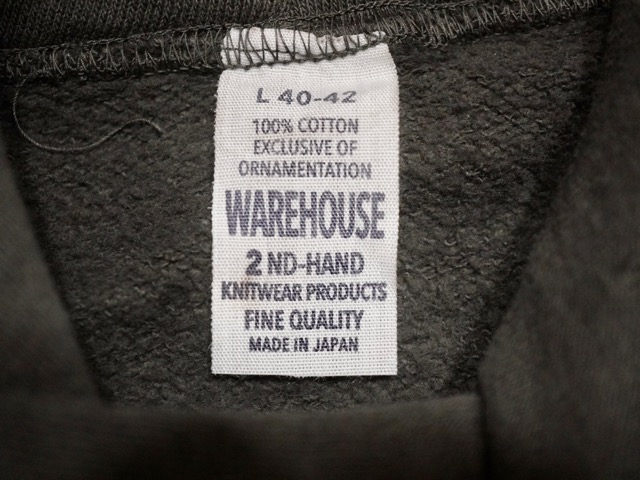 L 40-42
100% COTTON
EXCLUSIVE OF
ORNAMENTATION
WAREHOUSE
2 ND-HAND
KNITWEAR PRODUCTS
FINE QUALITY
MADE IN JAPAN